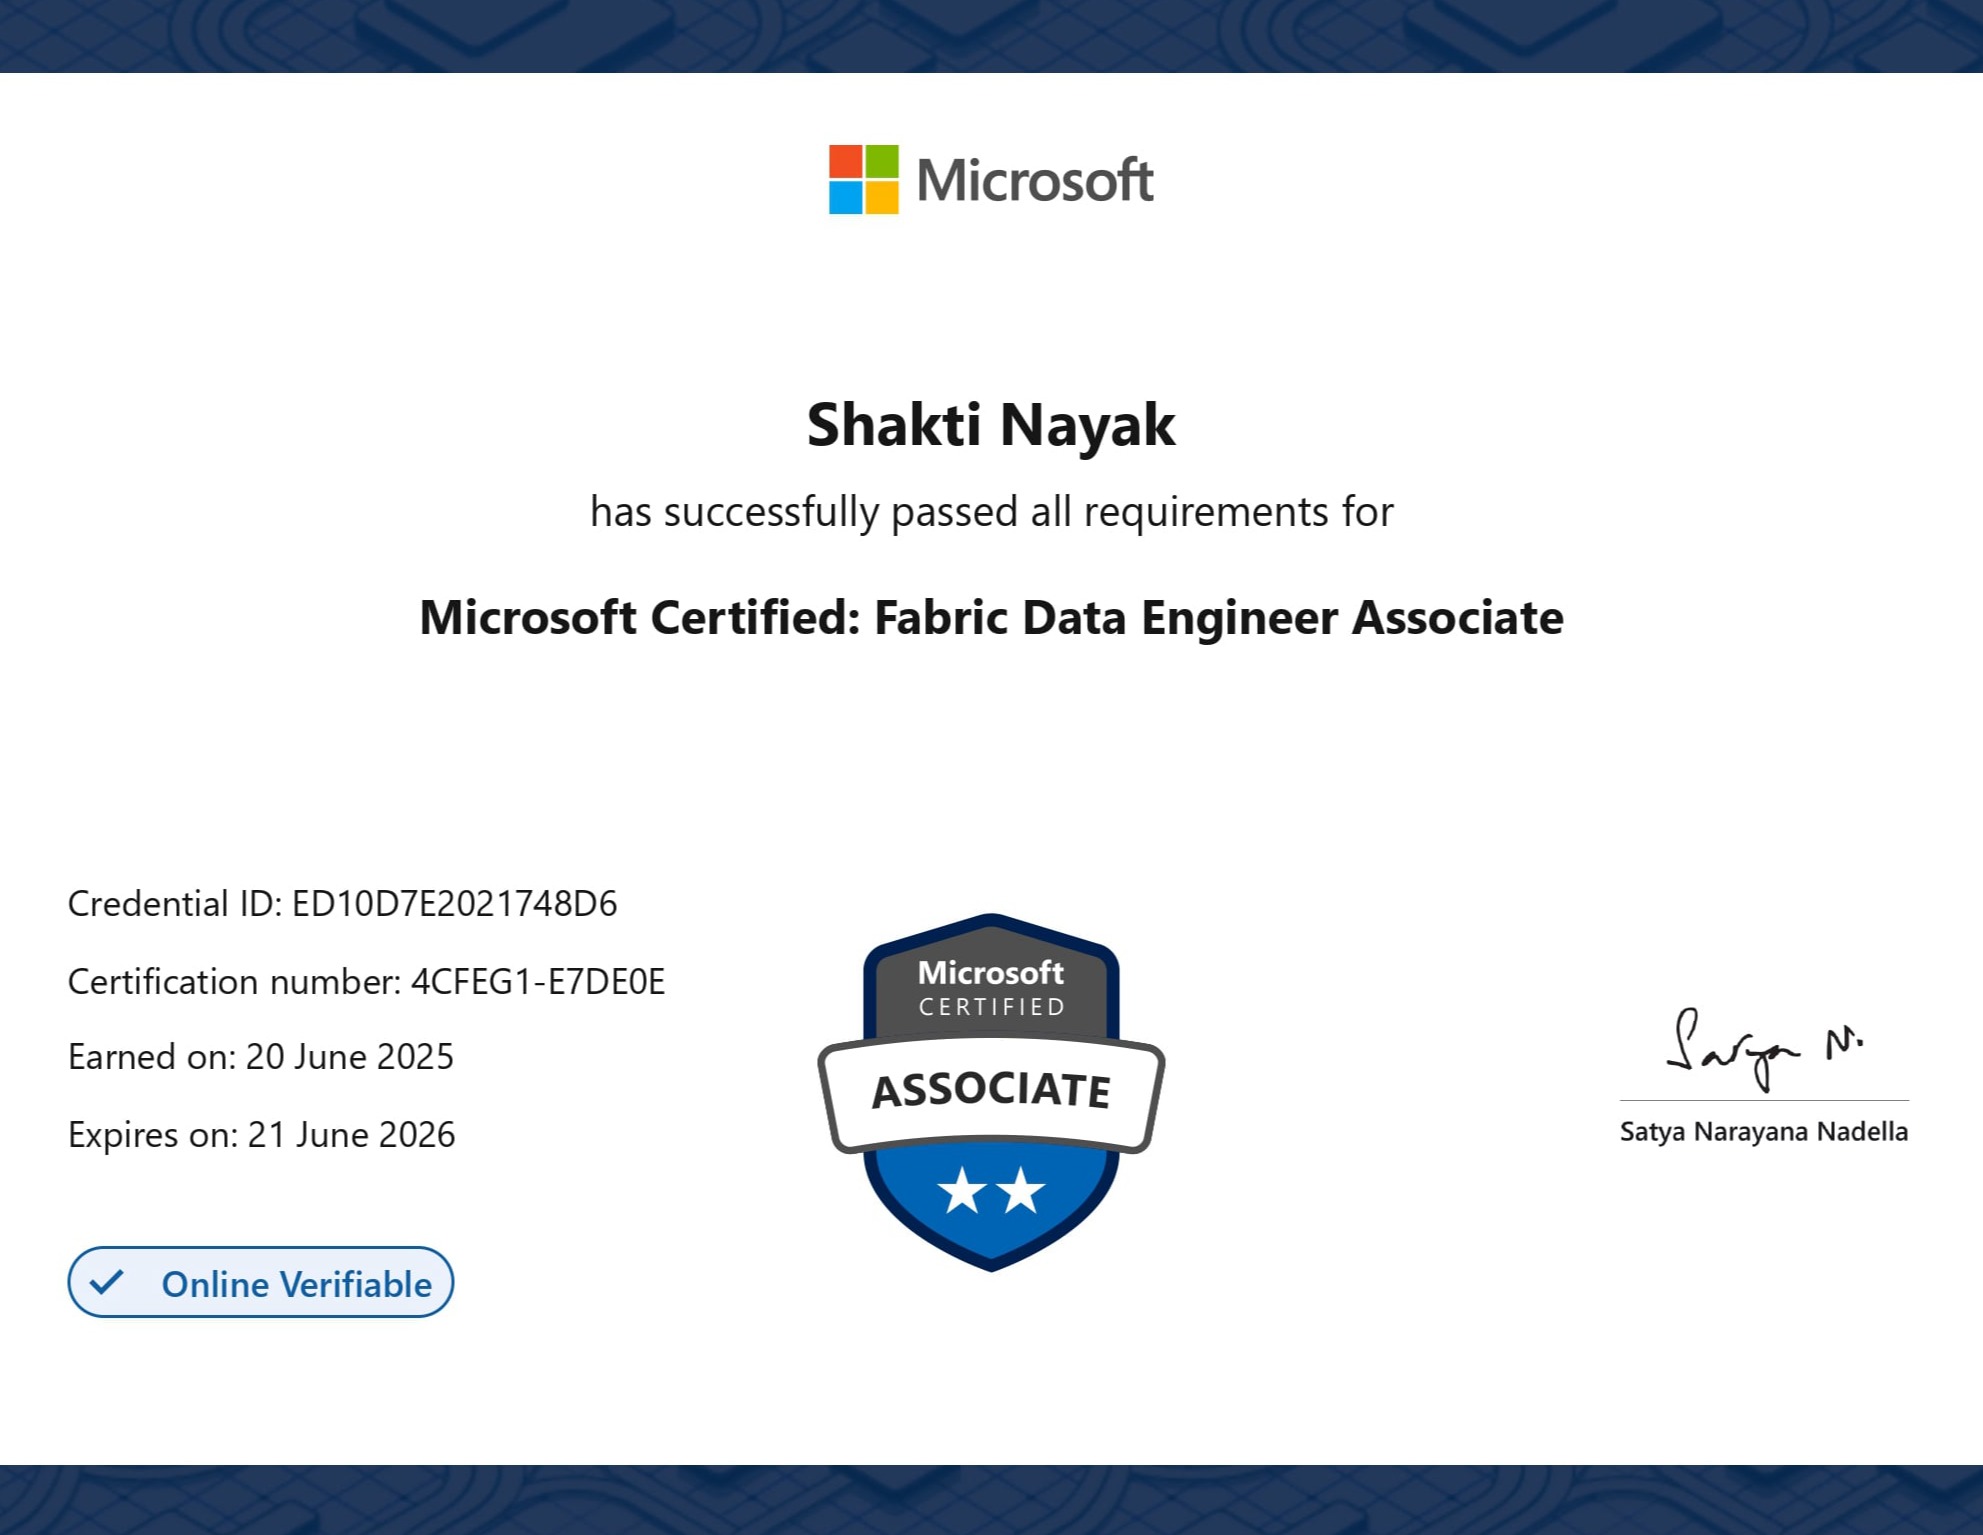 Microsoft
Shakti Nayak
has successfully passed all requirements for
Microsoft Certified: Fabric Data Engineer Associate
Credential ID: ED10D7E2021748D6
Certification number: 4CFEG1-E7DE0E
Earned on: 20 June 2025
Expires on: 21 June 2026
Online Verifiable
Microsoft
CERTIFIED
ASSOCIATE
Satya N.
Satya Narayana Nadella